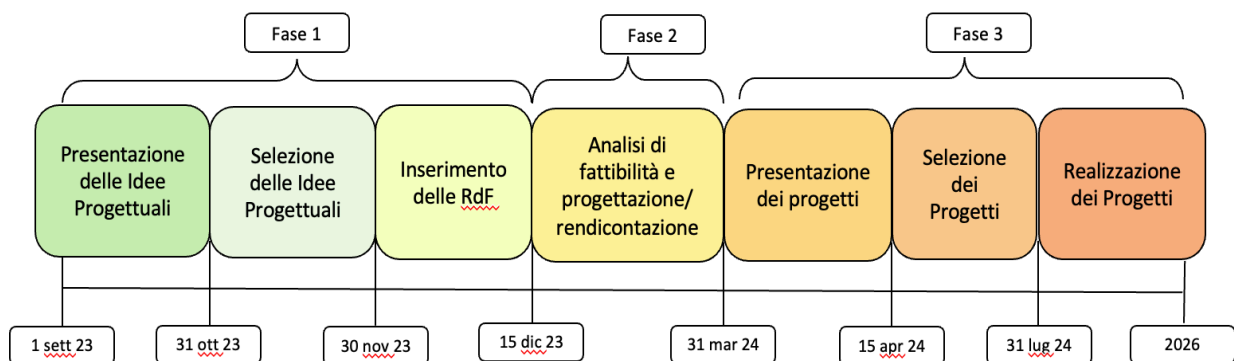 Fase 1
Fase 2
Fase 3
Presentazione
delle Idee
Progettuali
Selezione
delle Idee
Progettuali
Inserimento
delle RdF
Analisi di
fattibilità e
progettazione/
rendicontazione
Presentazione
dei progetti
Selezione
dei
Progetti
Realizzazione
dei Progetti
1 sett 23
31 ott 23
30 nov 23
15 dic 23
31 mar 24
15 apr 24
31 lug 24
2026